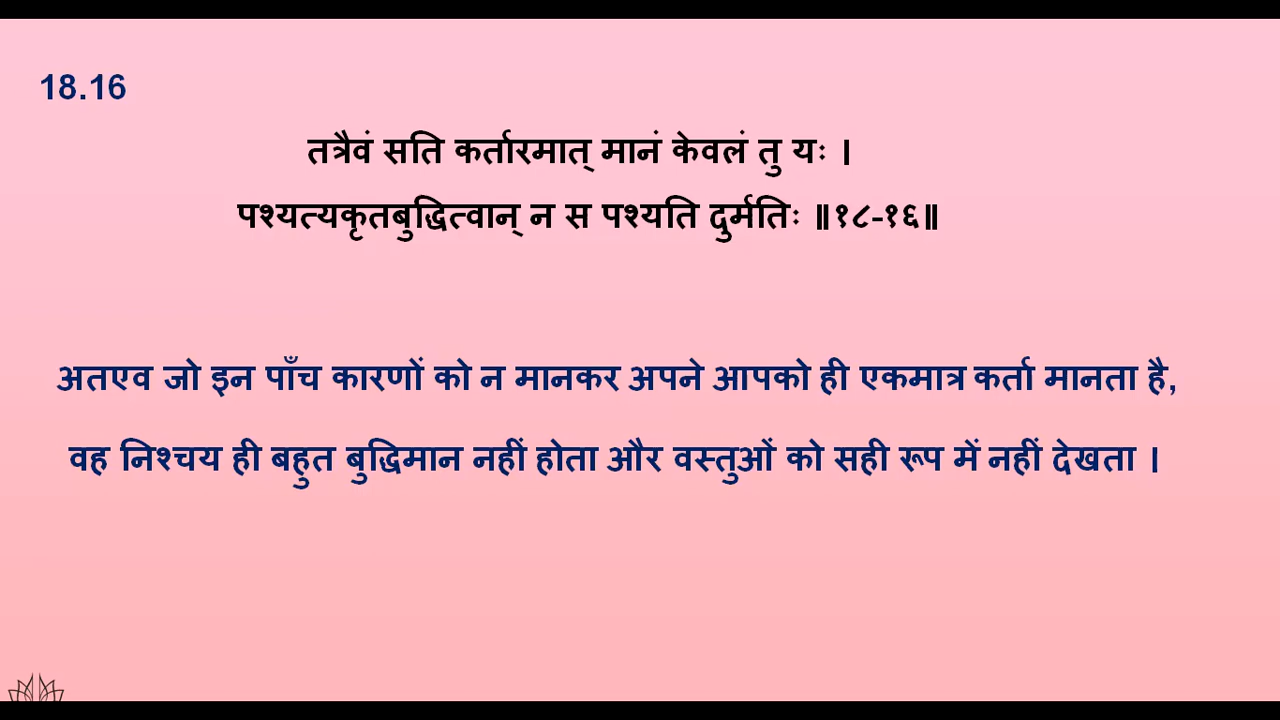 18.16
तत्रैवं सति कर्तारमात् मानं केवलं तु यः ।
पश्यत्यकृतबुद्धित्वान् न स पश्यति दुर्मतिः ॥१८-१६॥
अतएव जो इन पाँच कारणों को न मानकर अपने आपको ही एकमात्र कर्ता मानता है,
वह निश्चय ही बहुत बुद्धिमान नहीं होता और वस्तुओं को सही रूप में नहीं देखता ।